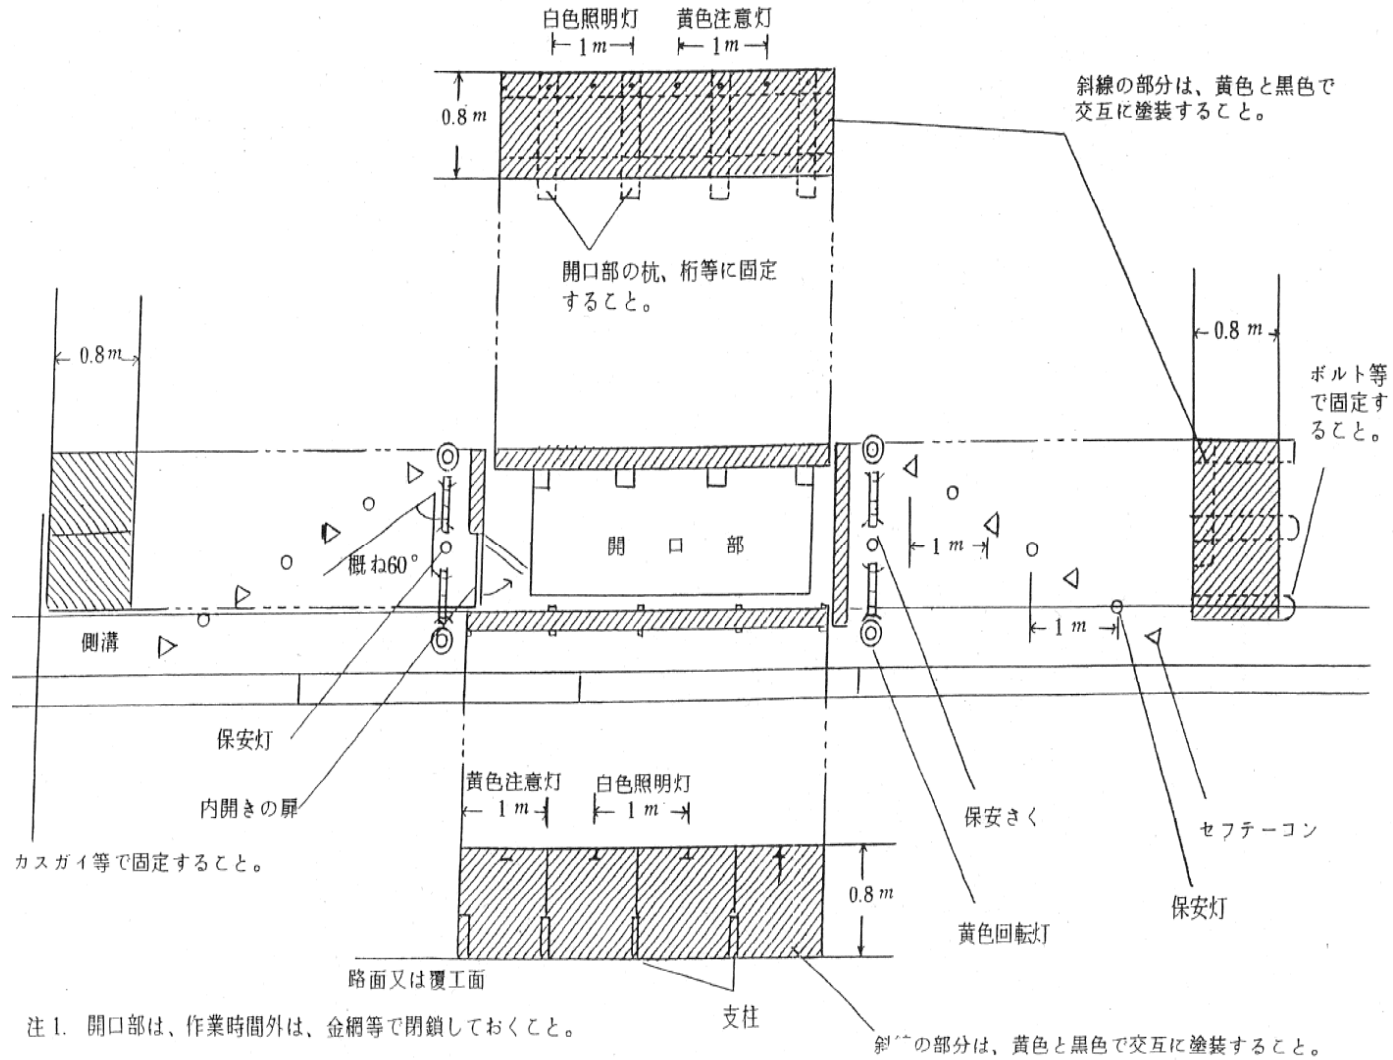 白色照明灯 黄色注意灯
1m 1m
斜線の部分は、黄色と黒色で
交互に塗装すること。
0.8m
開口部の杭、桁等に固定
すること。
0.8m
0.8m
ボルト等
で固定す
ること。
概ね60°
開口部
1m
1m
側溝
保安灯
内開きの扉
カスガイ等で固定すること。
黄色注意灯 白色照明灯
1m 1m
保安さく
セフテーコン
0.8m
保安灯
黄色回転灯
路面又は覆工面
支柱
注1. 開口部は、作業時間外は、金網等で閉鎖しておくこと。
の部分は、黄色と黒色で交互に塗装すること。